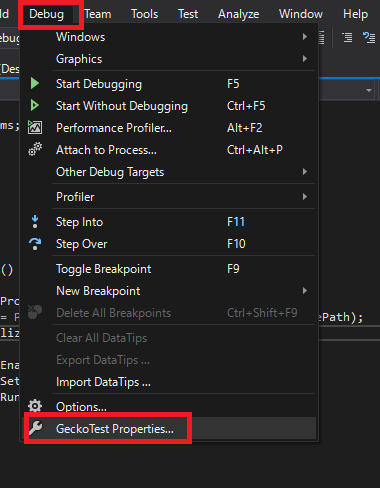 Debug Team Tools Test Analyze Window Help
ebug
Windows
(Des
Graphics
Start Debugging F5
Start Without Debugging Ctrl+F5
ms;
Performance Profiler... Alt+F2
Attach to Process... Ctrl+Alt+P
Other Debug Targets
Profiler
Step Into F11
Step Over F10
()
Toggle Breakpoint F9
New Breakpoint
Pro
= P
Delete All Breakpoints Ctrl+Shift+F9
ePath);
liz
Clear All DataTips
Ena
Export DataTips ...
Set
Import DataTips ...
Run
Options...
GeckoTest Properties...